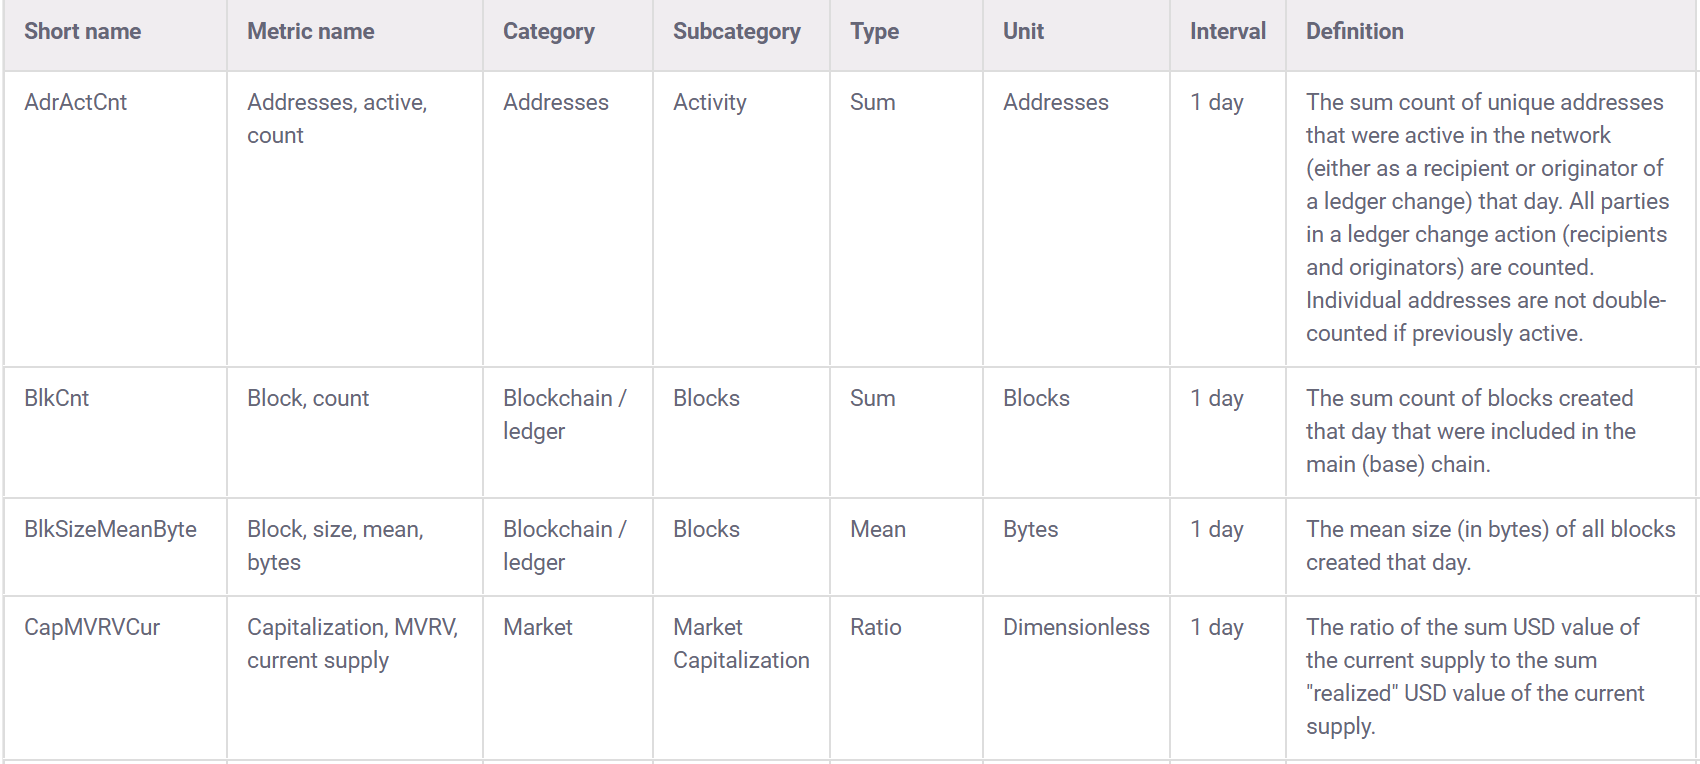 Short name
Metric name
Category
Subcategory
Type
Unit
Interval
Definition
AdrActCnt
Addresses, active,
count
Addresses
Activity
Sum
Addresses
1 day
The sum count of unique addresses
that were active in the network
(either as a recipient or originator of
a ledger change) that day. All parties
in a ledger change action (recipients
and originators) are counted.
Individual addresses are not double-
counted if previously active.
BlkCnt
Block, count
Blockchain /
ledger
Blocks
Sum
Blocks
1 day
The sum count of blocks created
that day that were included in the
main (base) chain.
BlkSizeMeanByte
Block, size, mean,
bytes
Blockchain /
ledger
Blocks
Mean
Bytes
1 day
The mean size (in bytes) of all blocks
created that day.
CapMVRVCur
Capitalization, MVRV,
current supply
Market
Market
Capitalization
Ratio
Dimensionless
1 day
The ratio of the sum USD value of
the current supply to the sum
"realized" USD value of the current
supply.